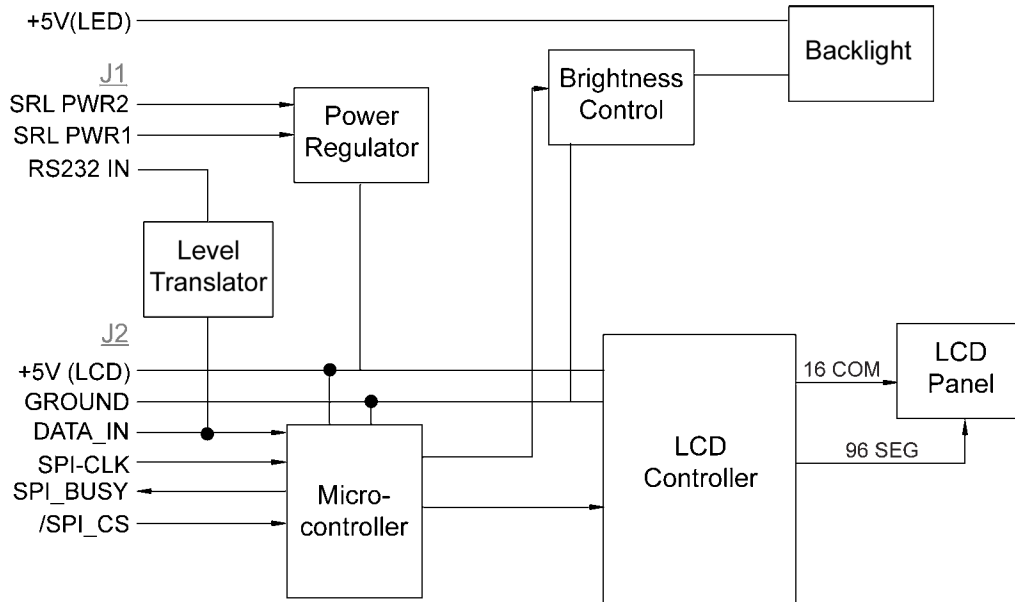 +5V(LED)
Backlight
J1
Brightness
Control
SRL PWR2
Power
Regulator
SRL PWR1
RS232 IN
Level
Translator
J2
+5V (LCD)
GROUND
DATA_IN
SPI-CLK
SPI_BUSY
/SPI_CS
Micro-
controller
LCD
Controller
16 COM
96 SEG
LCD
Panel